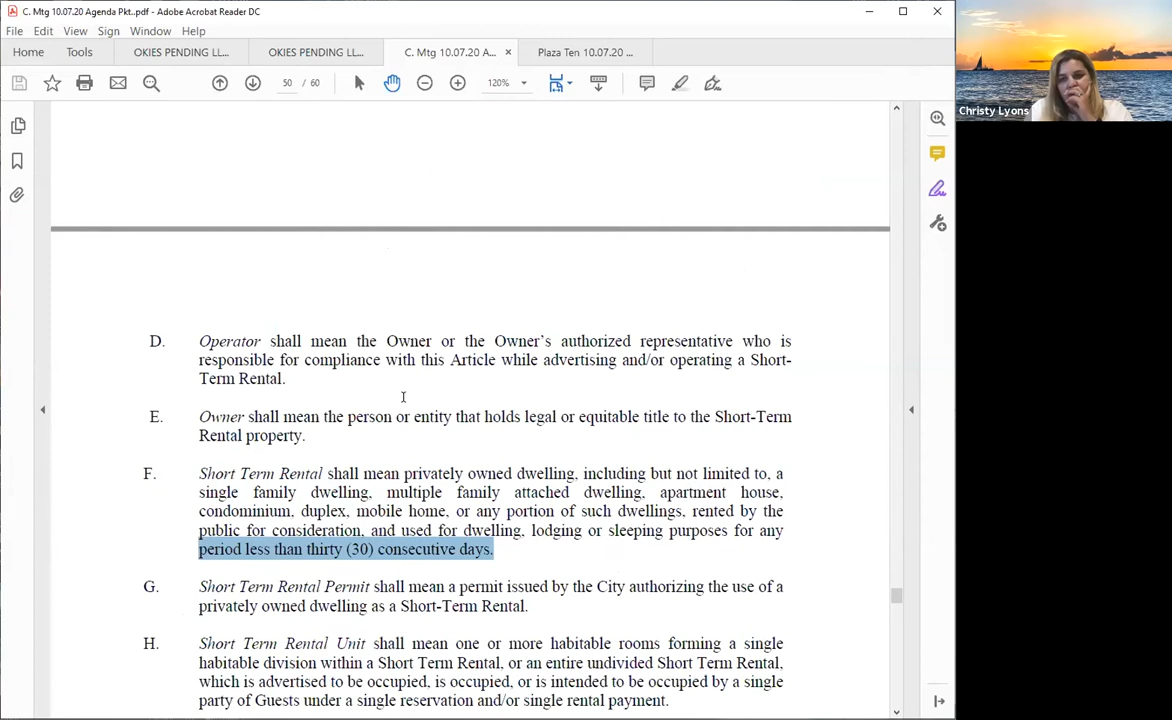 C. Mtg 10.07.20 Agenda Pkt..pdf - Adobe Acrobat Reader DC
File Edit View Sign Window Help
Home Tools OKIES PENDING LL... OKIES PENDING LL... C. Mtg 10.07.20 A... × Plaza Ten 10.07.20 ...
50 / 60 120%
Christy Lyons
D. Operator shall mean the Owner or the Owner's authorized representative who is
responsible for compliance with this Article while advertising and/or operating a Short-
Term Rental.
E. Owner shall mean the person or entity that holds legal or equitable title to the Short-Term
Rental property.
F. Short Term Rental shall mean privately owned dwelling, including but not limited to, a
single family dwelling, multiple family attached dwelling, apartment house,
condominium, duplex, mobile home, or any portion of such dwellings, rented by the
public for consideration, and used for dwelling, lodging or sleeping purposes for any
period less than thirty (30) consecutive days.
G. Short Term Rental Permit shall mean a permit issued by the City authorizing the use of a
privately owned dwelling as a Short-Term Rental.
H. Short Term Rental Unit shall mean one or more habitable rooms forming a single
habitable division within a Short Term Rental, or an entire undivided Short Term Rental,
which is advertised to be occupied, is occupied, or is intended to be occupied by a single
party of Guests under a single reservation and/or single rental payment.